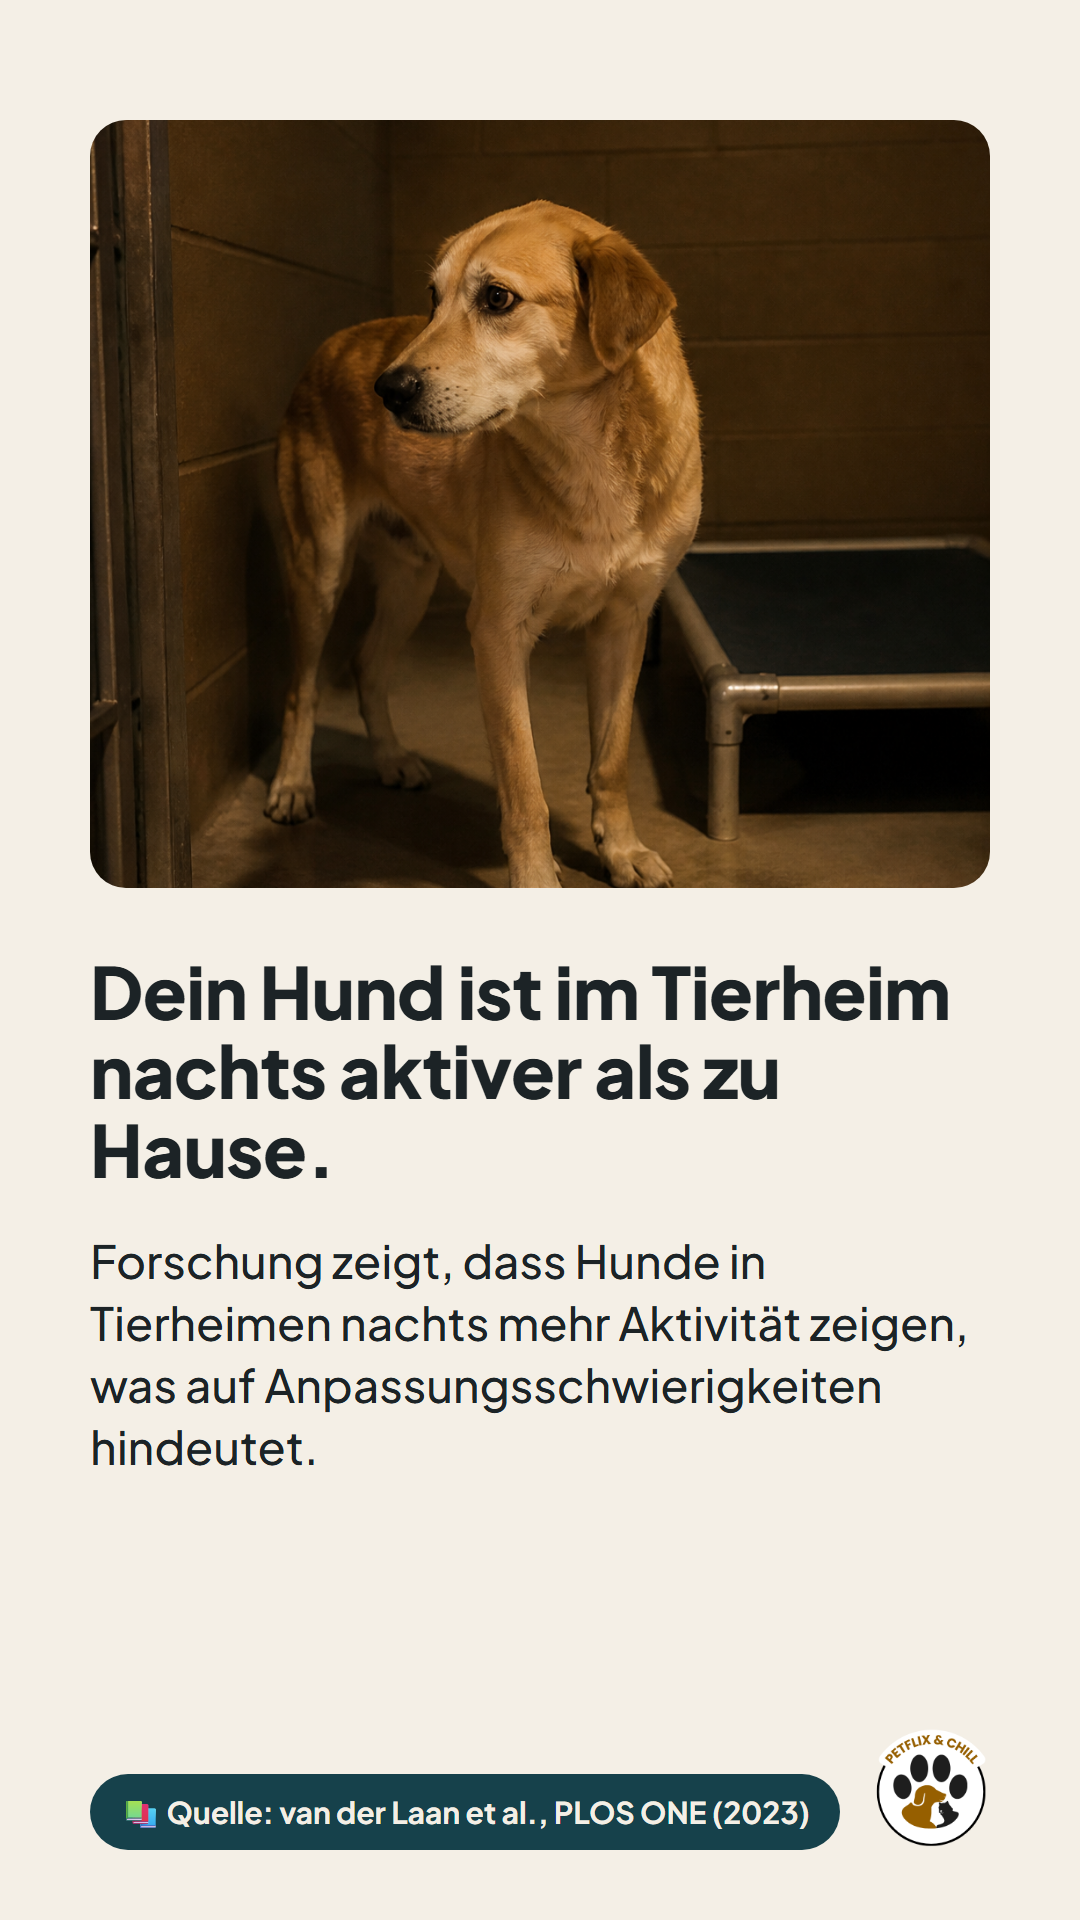 Dein Hund ist im Tierheim
nachts aktiver als zu
Hause.
Forschung zeigt, dass Hunde in
Tierheimen nachts mehr Aktivität zeigen,
was auf Anpassungsschwierigkeiten
hindeutet.
Quelle: van der Laan et al., PLOS ONE (2023)
PETFLIX & CHILL